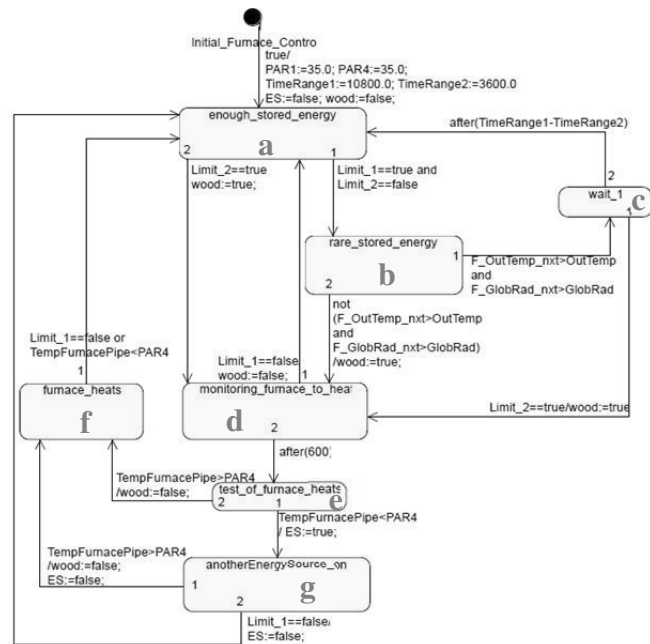 Initial_Furnace_Contro
true/
PAR1:=35.0; PAR4:=35.0;
TimeRange1:=10800.0; TimeRange2:=3600.0
ES:=false; wood:=false;
enough_stored_energy
a
2
1
after(TimeRange1-TimeRange2)
Limit_2==true
wood:=true;
Limit_1==true and
Limit_2==false
2
wait_1
c
1
rare_stored_energy
b
1
2
F_OutTemp_nxt>OutTemp
and
F_GlobRad_nxt>GlobRad
not
(F_OutTemp_nxt>OutTemp
and
F_GlobRad_nxt>GlobRad)
/wood:=true;
Limit_1==false or
TempFurnacePipe<PAR4
1
Limit_1==false
wood:=false;
1
furnace_heats
f
monitoring_furnace_to_heat
d
2
Limit_2==true/wood:=true
after(600)
TempFurnacePipe>PAR4
/wood:=false;
test_of_furnace_heats
e
2
1
TempFurnacePipe<PAR4
/ ES:=true;
TempFurnacePipe>PAR4
/wood:=false;
ES:=false;
anotherEnergySource_on
g
1
2
Limit_1==false/
ES:=false;